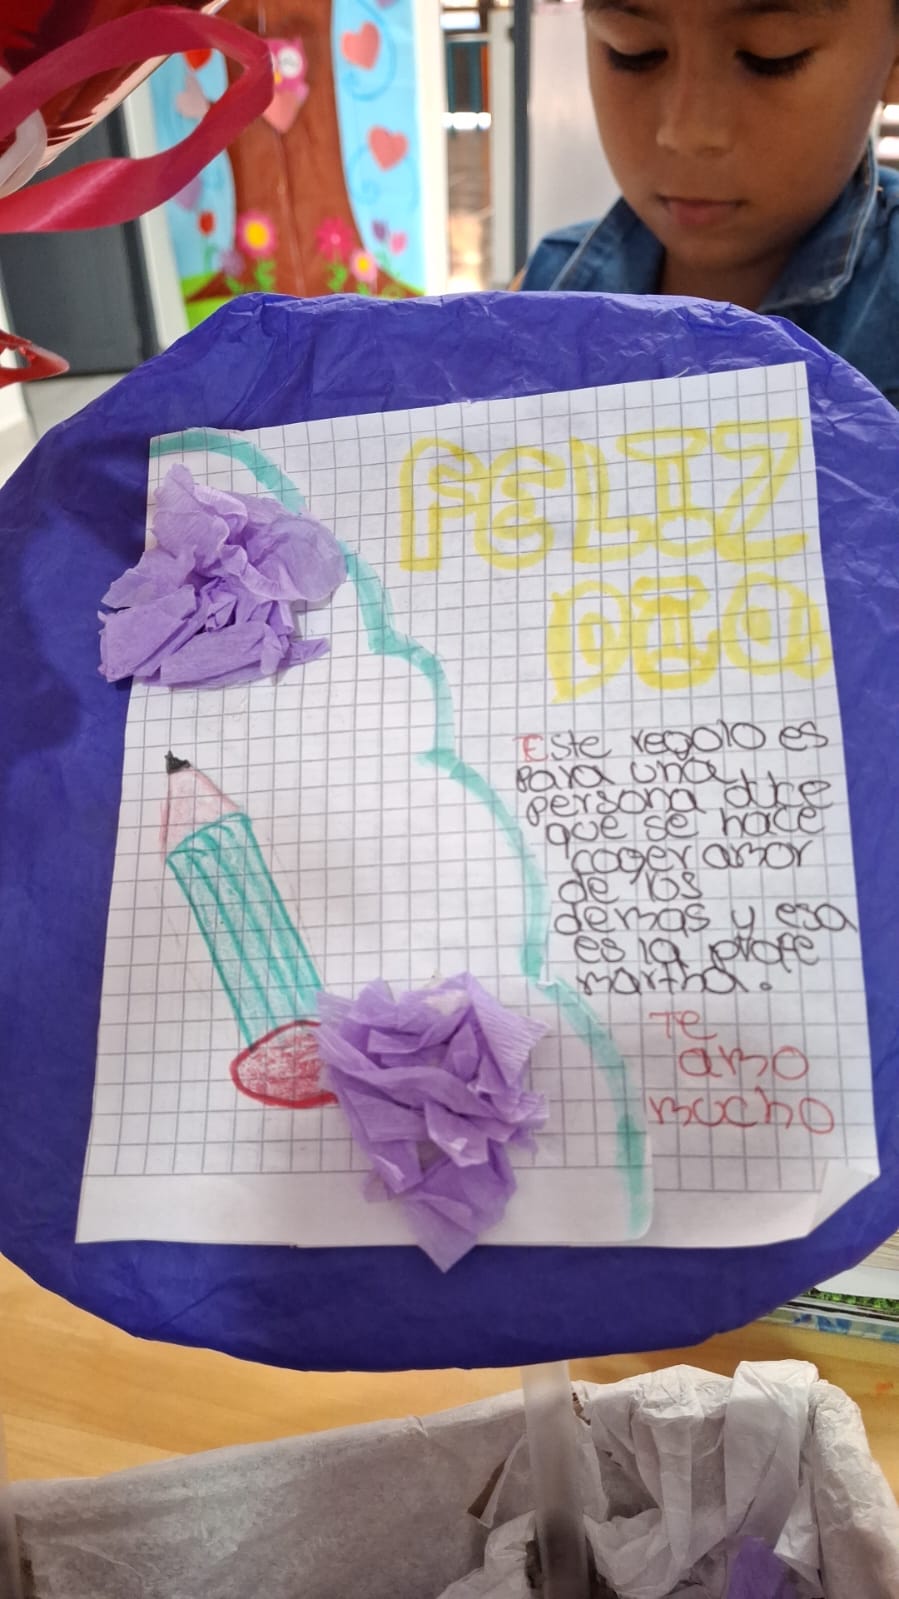 FELIZ
DIA
Este regalo es
para una
persona dulce
que se hace
coger amor
de los
demas y esa
es la profe
martha.
Te
amo
mucho